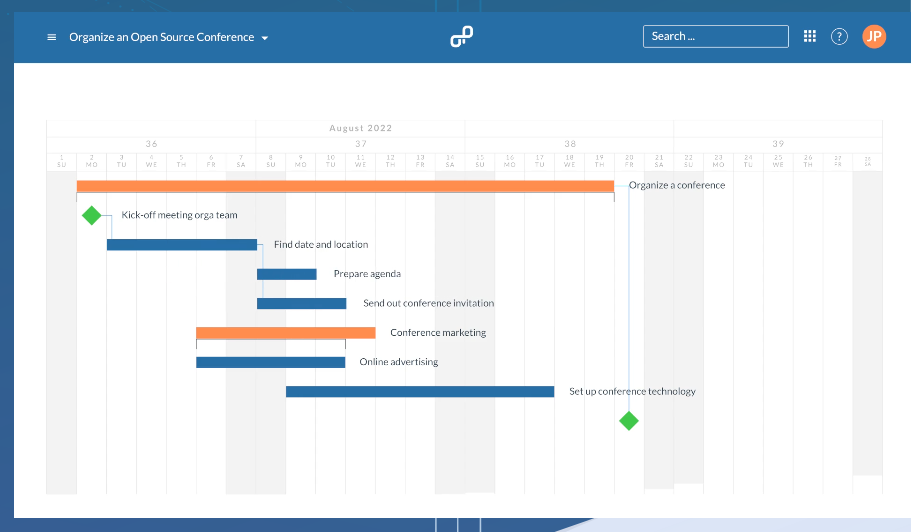 Organize an Open Source Conference
Search ...
?
JP
August 2022
36 37 38 39
1 2 3 4 5 6 7 8 9 10 11 12 13 14 15 16 17 18 19 20 21 22 23 24 25 26 27 28
SU MO TU WE TH FR SA SU MO TU WE TH FR SA SU MO TU WE TH FR SA SU MO TU WE TH FR SA
Organize a conference
Kick-off meeting orga team
Find date and location
Prepare agenda
Send out conference invitation
Conference marketing
Online advertising
Set up conference technology